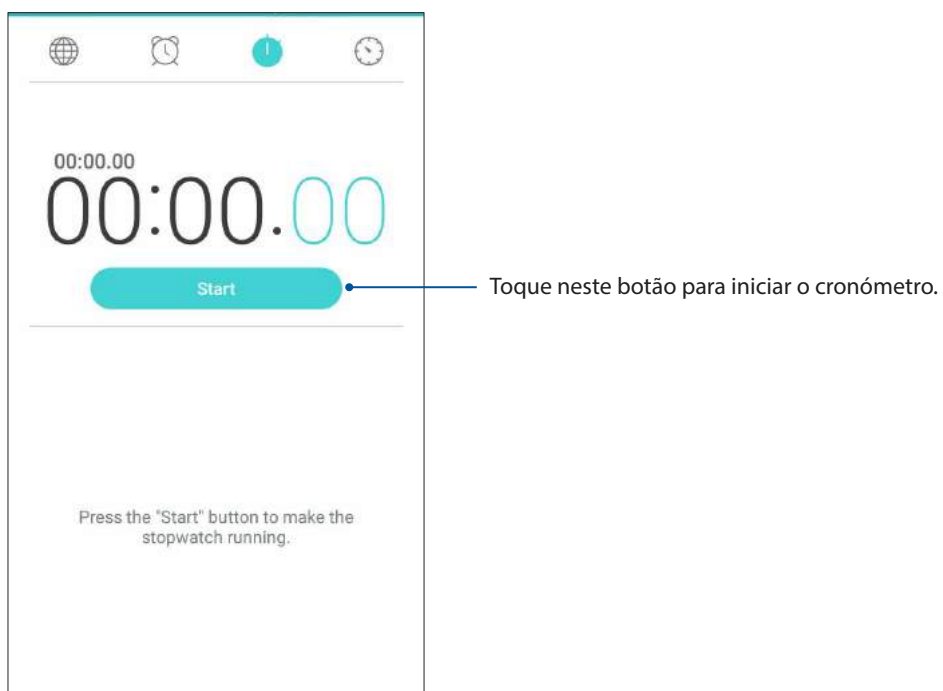 00:00.00
00:00.00
Start
Toque neste botão para iniciar o cronómetro.
Press the "Start" button to make the
stopwatch running.